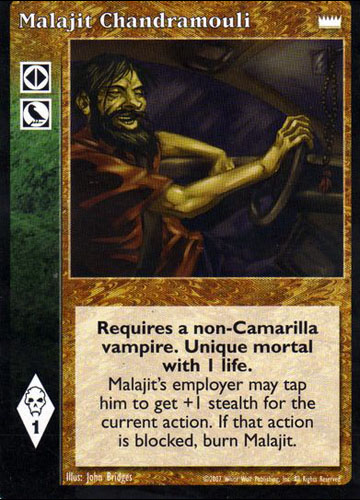 Malajit Chandramouli
Requires a non-Camarilla
vampire. Unique mortal
with 1 life.
Malajit's employer may tap
him to get +1 stealth for the
current action. If that action
is blocked, burn Malajit.
1
Illus: John Bridges
©2007 White Wolf Publishing, Inc. All Rights Reserved